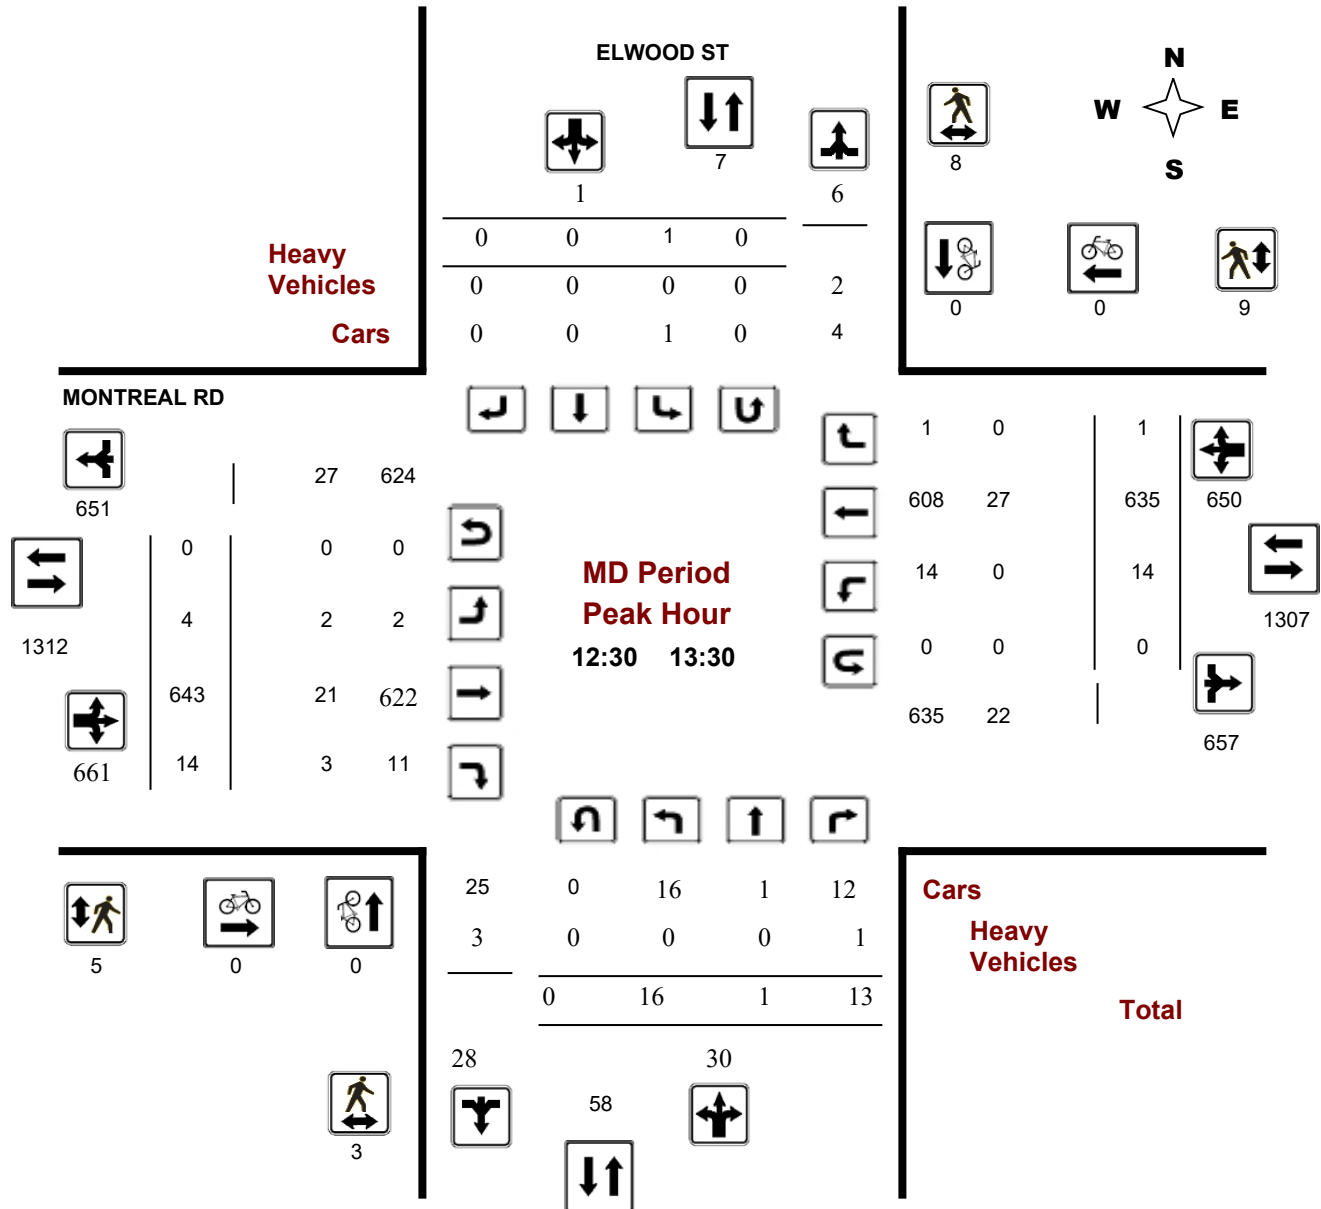 ELWOOD ST
N
W E
S
7
8
1 6
0 0 1 0
Heavy
Vehicles
0 0 0 0 2
Cars
0 0 1 0 4
0 0 9
MONTREAL RD
27 624
651
1 0 1
608 27 635 650
0 0 0
14 0 14
4 2 2
1312
1307
MD Period
Peak Hour
12:30 13:30
0 0 0
643 21 622
635 22
657
661
14 3 11
25 0 16 1 12
Cars
3 0 0 0 1
Heavy
Vehicles
5 0 0
0 16 1 13
Total
28 30
58
3